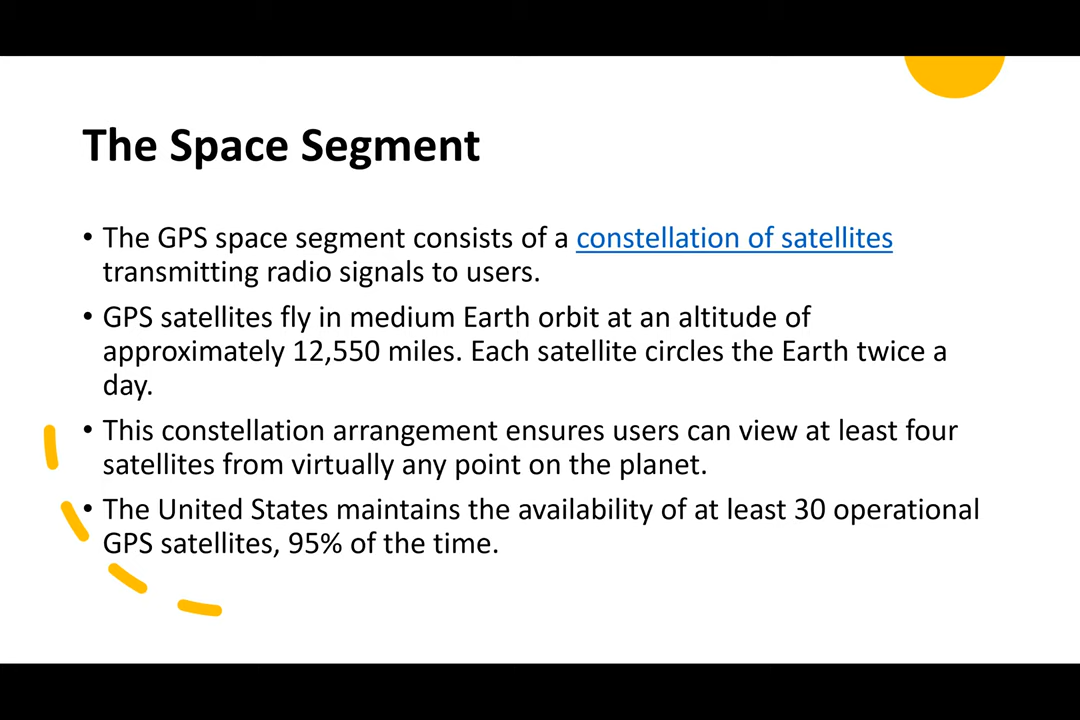 The Space Segment
• The GPS space segment consists of a constellation of satellites
transmitting radio signals to users.
• GPS satellites fly in medium Earth orbit at an altitude of
approximately 12,550 miles. Each satellite circles the Earth twice a
day.
• This constellation arrangement ensures users can view at least four
satellites from virtually any point on the planet.
• The United States maintains the availability of at least 30 operational
GPS satellites, 95% of the time.